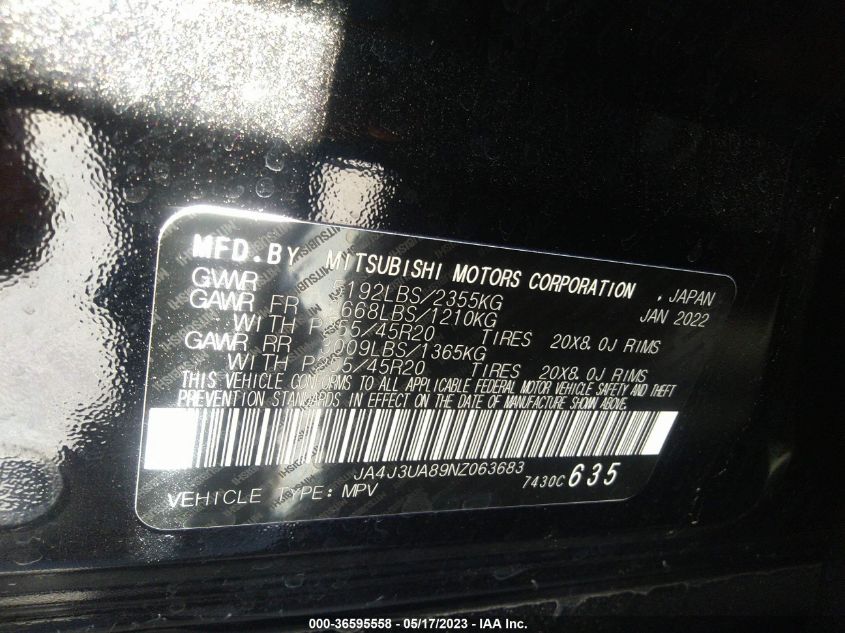 MFD.BY MITSUBISHI MOTORS CORPORATION , JAPAN
GVWR 5192LBS/2355KG JAN 2022
GAWR FR 2668LBS/1210KG
WITH P255/45R20 TIRES 20X8.0J RIMS
GAWR RR 3009LBS/1365KG
WITH P255/45R20 TIRES 20X8.0J RIMS
THIS VEHICLE CONFORMS TO ALL APPLICABLE FEDERAL MOTOR VEHICLE SAFETY AND THEFT
PREVENTION STANDARDS IN EFFECT ON THE DATE OF MANUFACTURE SHOWN ABOVE.
JA4J3UA89NZ063683
VEHICLE TYPE: MPV 7430C 635
000-36595558 - 05/17/2023 - IAA Inc.